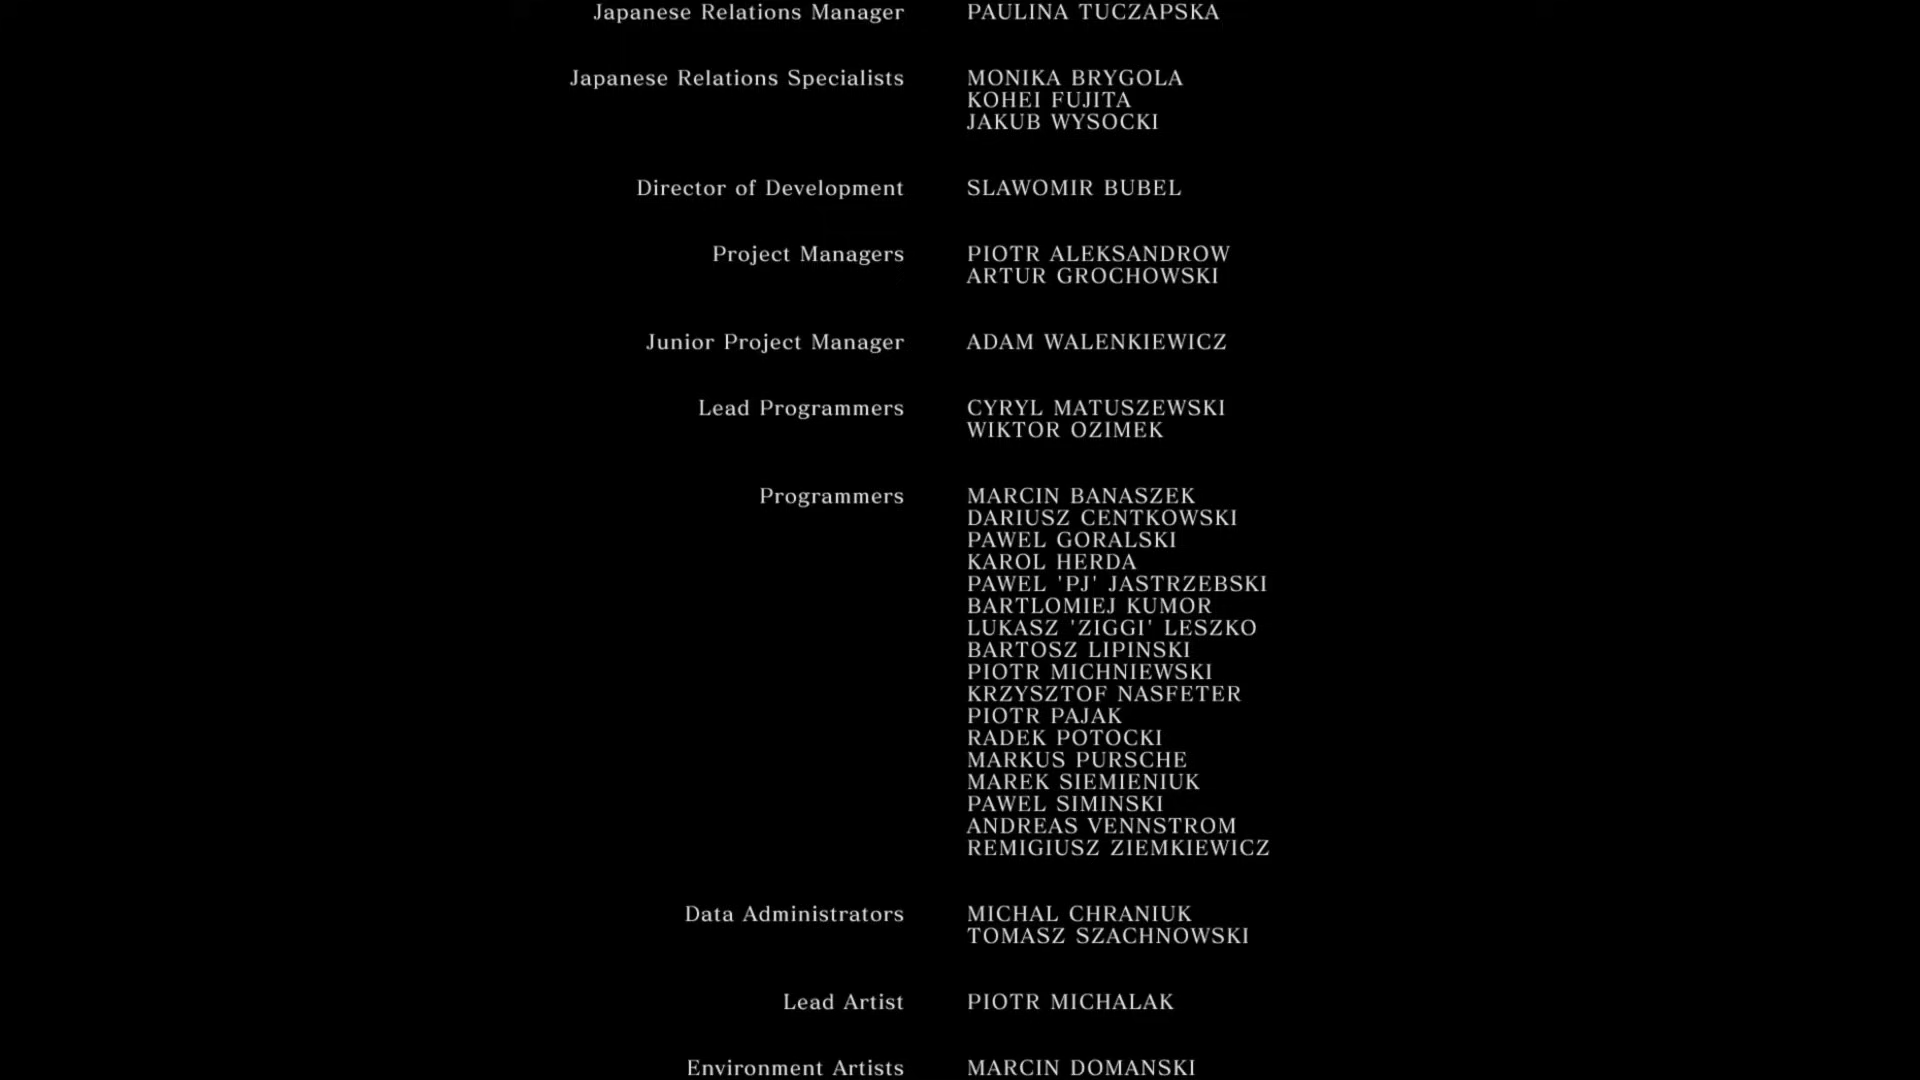 Japanese Relations Manager PAULINA TUCZAPSKA
Japanese Relations Specialists MONIKA BRYGOLA
KOHEI FUJITA
JAKUB WYSOCKI
Director of Development SLAWOMIR BUBEL
Project Managers PIOTR ALEKSANDROW
ARTUR GROCHOWSKI
Junior Project Manager ADAM WALENKIEWICZ
Lead Programmers CYRYL MATUSZEWSKI
WIKTOR OZIMEK
Programmers MARCIN BANASZEK
DARIUSZ CENTKOWSKI
PAWEL GORALSKI
KAROL HERDA
PAWEL 'PJ' JASTRZEBSKI
BARTLOMIEJ KUMOR
LUKASZ 'ZIGGI' LESZKO
BARTOSZ LIPINSKI
PIOTR MICHNIEWSKI
KRZYSZTOF NASFETER
PIOTR PAJAK
RADEK POTOCKI
MARKUS PURSCHE
MAREK SIEMIENIUK
PAWEL SIMINSKI
ANDREAS VENNSTROM
REMIGIUSZ ZIEMKIEWICZ
Data Administrators MICHAL CHRANIUK
TOMASZ SZACHNOWSKI
Lead Artist PIOTR MICHALAK
Environment Artists MARCIN DOMANSKI